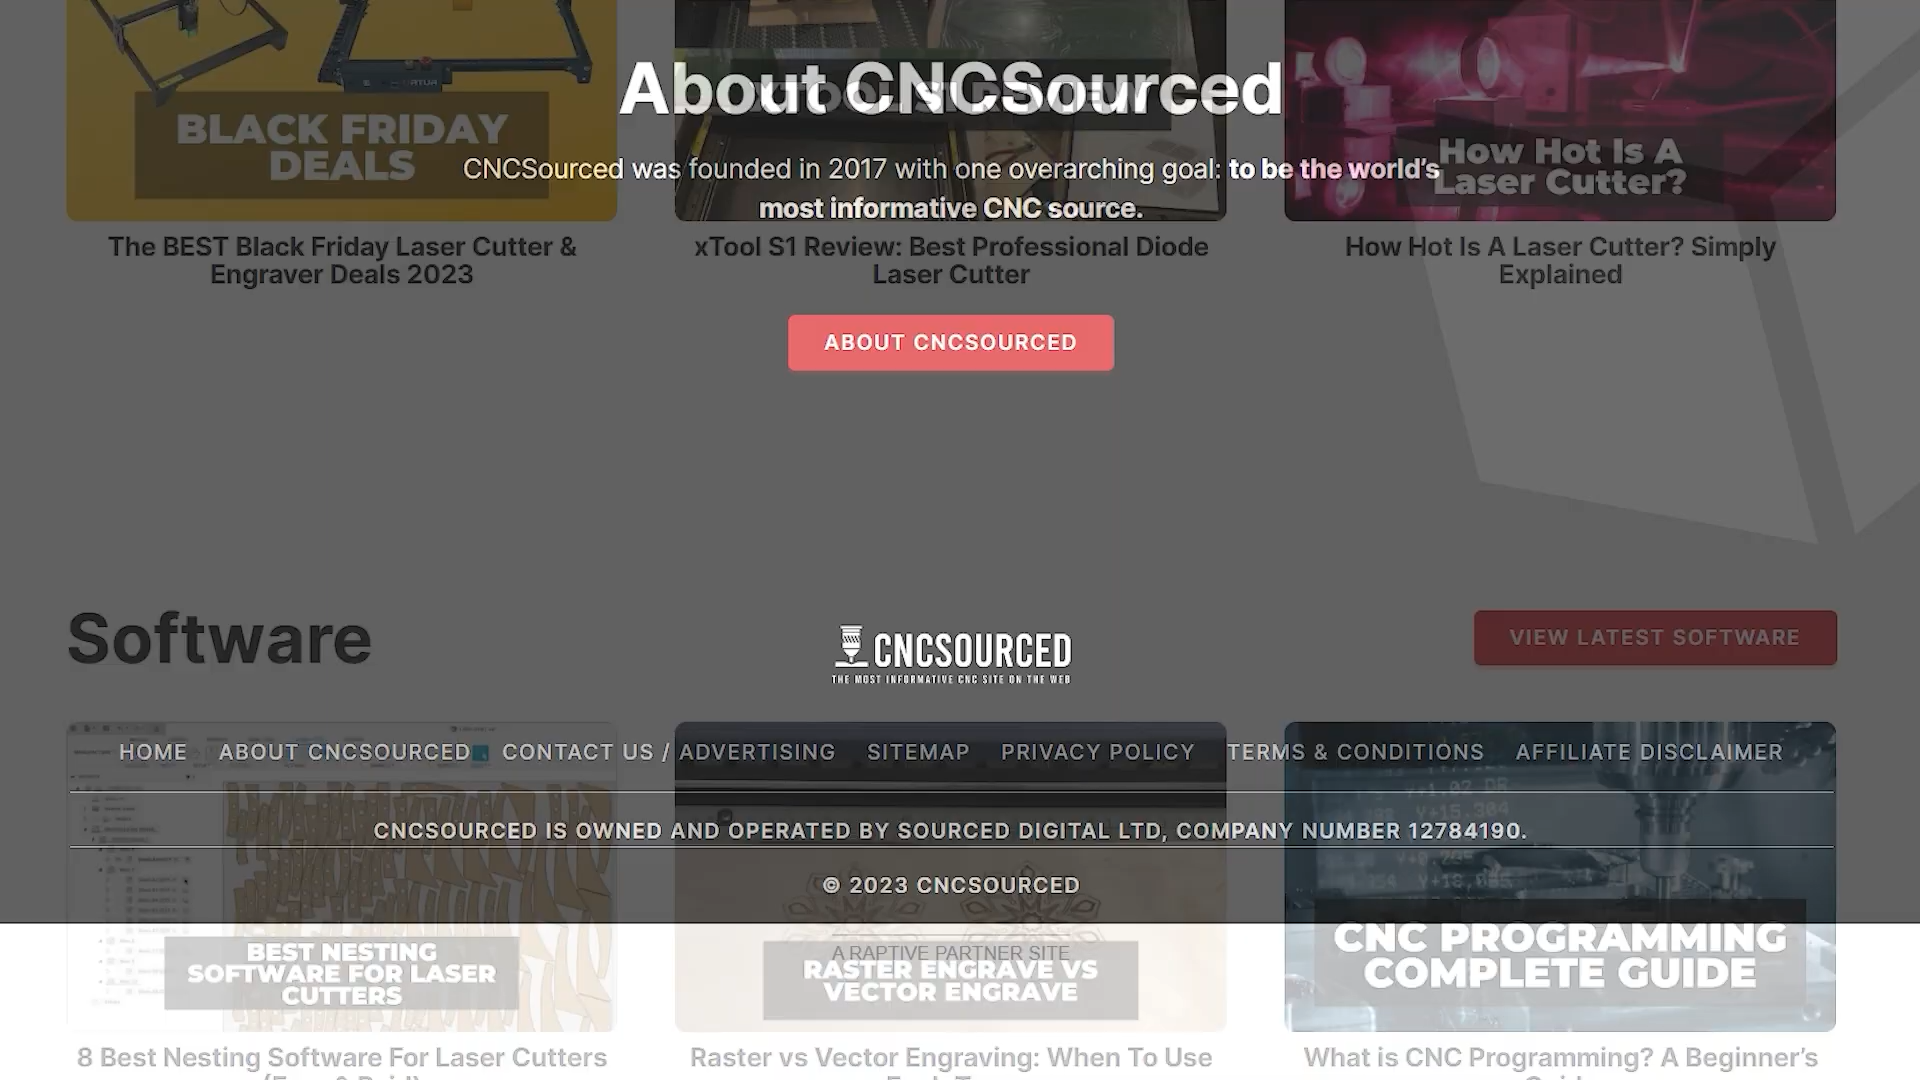 About CNCSourced
BLACK FRIDAY
DEALS
How Hot Is A
Laser Cutter?
CNCSourced was founded in 2017 with one overarching goal: to be the world's
most informative CNC source.
The BEST Black Friday Laser Cutter &
Engraver Deals 2023
xTool S1 Review: Best Professional Diode
Laser Cutter
How Hot Is A Laser Cutter? Simply
Explained
ABOUT CNCSOURCED
Software
CNCSOURCED
THE MOST INFORMATIVE CNC SITE ON THE WEB
VIEW LATEST SOFTWARE
HOME ABOUT CNCSOURCED CONTACT US / ADVERTISING SITEMAP PRIVACY POLICY TERMS & CONDITIONS AFFILIATE DISCLAIMER
CNCSOURCED IS OWNED AND OPERATED BY SOURCED DIGITAL LTD, COMPANY NUMBER 12784190.
© 2023 CNCSOURCED
A RAPTIVE PARTNER SITE
BEST NESTING
SOFTWARE FOR LASER
CUTTERS
RASTER ENGRAVE VS
VECTOR ENGRAVE
CNC PROGRAMMING
COMPLETE GUIDE
8 Best Nesting Software For Laser Cutters
Raster vs Vector Engraving: When To Use
What is CNC Programming? A Beginner's